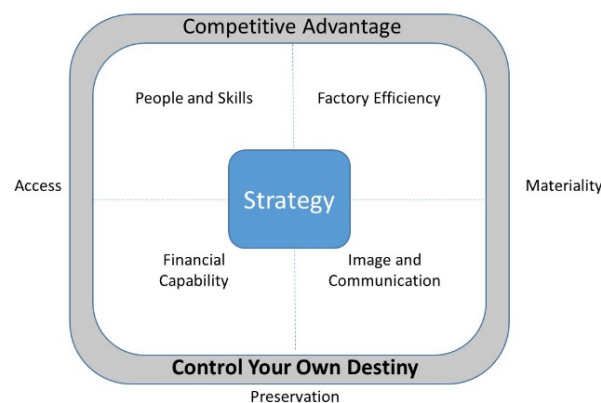 Competitive Advantage
People and Skills
Factory Efficiency
Access
Strategy
Materiality
Financial
Capability
Image and
Communication
Control Your Own Destiny
Preservation